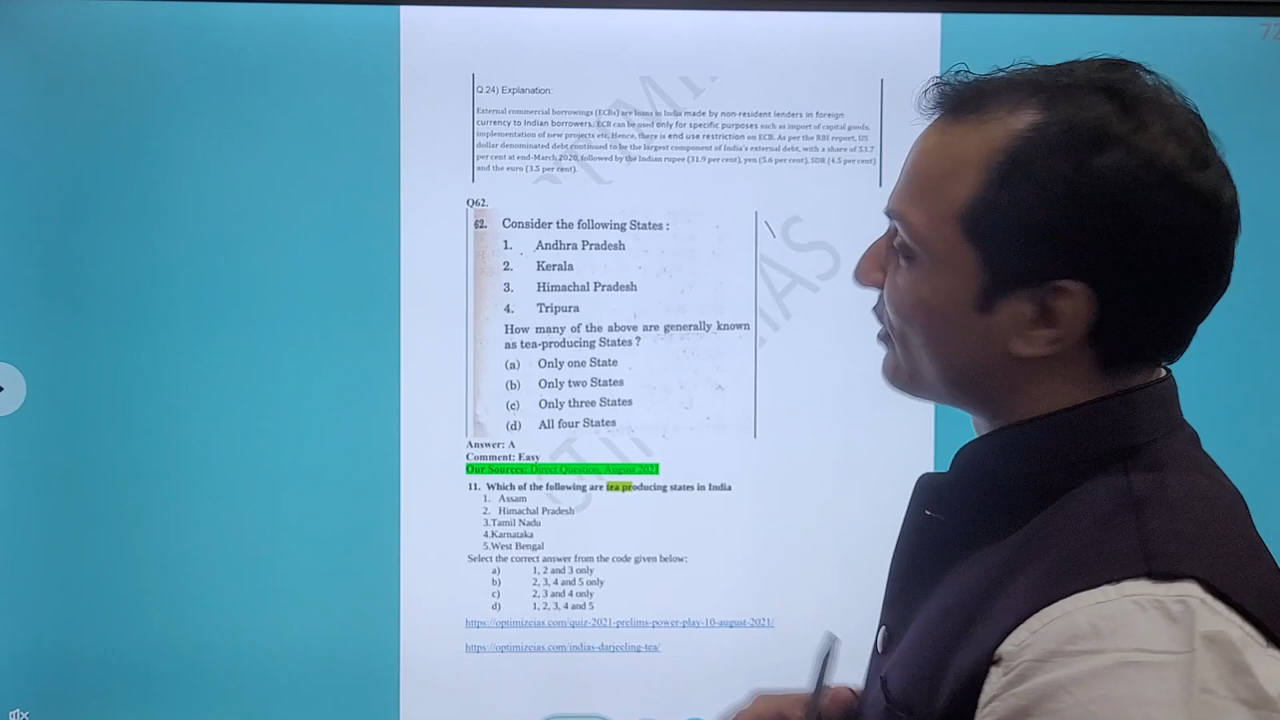 72
Q.24) Explanation:
External commercial borrowings (ECBs) are loans in India made by non-resident lenders in foreign
currency to Indian borrowers. ECB can be used only for specific purposes such as import of capital goods,
implementation of new projects etc. Hence, there is end use restriction on ECB. As per the RBI report, US
dollar denominated debt continued to be the largest component of India's external debt, with a share of 53.7
per cent at end-March 2020, followed by the Indian rupee (31.9 per cent), yen (5.6 per cent), SDR (4.5 per cent)
and the euro (3.5 per cent).
Q62.
62. Consider the following States :
1. Andhra Pradesh
2. Kerala
3. Himachal Pradesh
4. Tripura
How many of the above are generally known
as tea-producing States ?
(a) Only one State
(b) Only two States
(c) Only three States
(d) All four States
Answer: A
Comment: Easy
Our Sources: Direct Question, August 2021
11. Which of the following are tea producing states in India
1. Assam
2. Himachal Pradesh
3.Tamil Nadu
4.Karnataka
5.West Bengal
Select the correct answer from the code given below:
a) 1, 2 and 3 only
b) 2, 3, 4 and 5 only
c) 2, 3 and 4 only
d) 1, 2, 3, 4 and 5
https://optimizeias.com/quiz-2021-prelims-power-play-10-august-2021/
https://optimizeias.com/indias-darjeeling-tea/